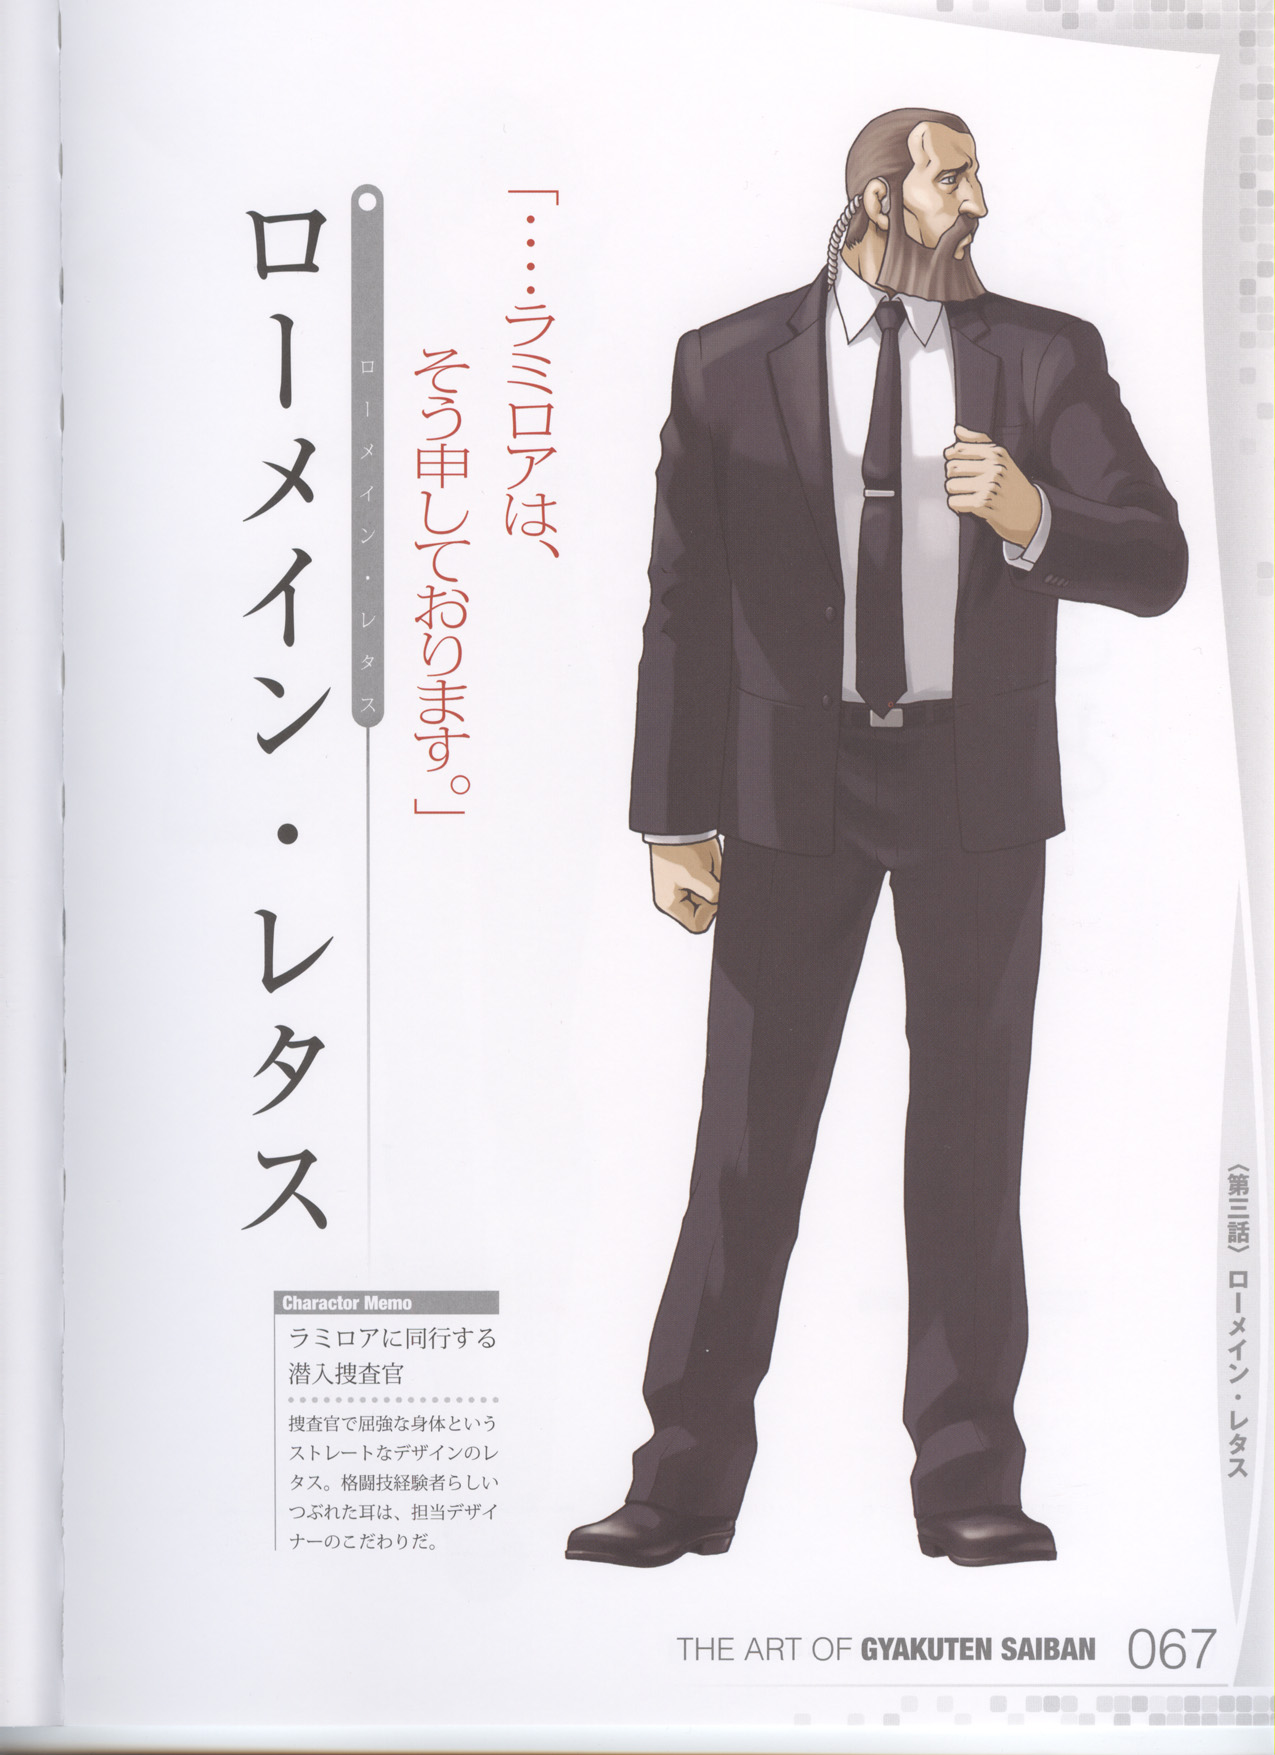 「‥‥ラミロアは、
そう申しております。」
ローメイン・レタス
ローメイン・レタス
Charactor Memo
ラミロアに同行する
潜入捜査官
捜査官で屈強な身体という
ストレートなデザインのレ
タス。格闘技経験者らしい
つぶれた耳は、担当デザイ
ナーのこだわりだ。
〈第三話〉 ローメイン・レタス
THE ART OF GYAKUTEN SAIBAN 067